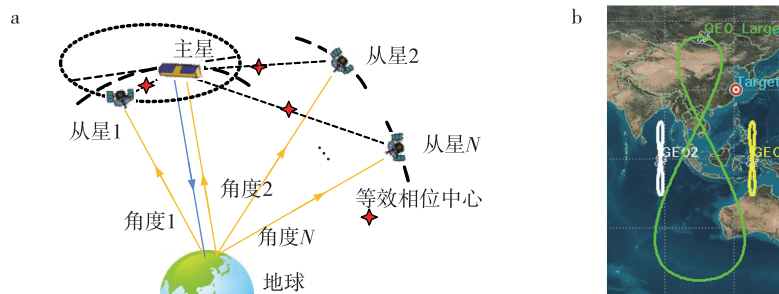 a
主星
从星2
从星1
从星N
角度2
等效相位中心
角度1
角度N
地球
b
GEO_Large
Target
GEO2
GEO